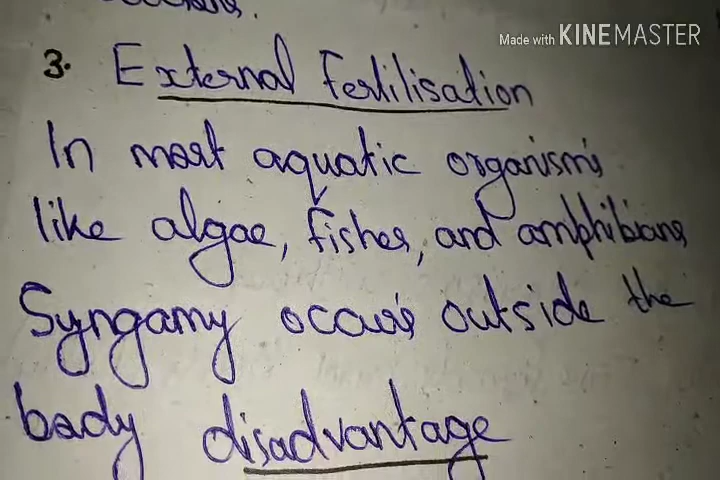 Made with KINEMASTER
3. External Fertilisation
In most aquatic organisms
like algae, fishes, and amphibians
Syngamy occurs outside the
body disadvantage